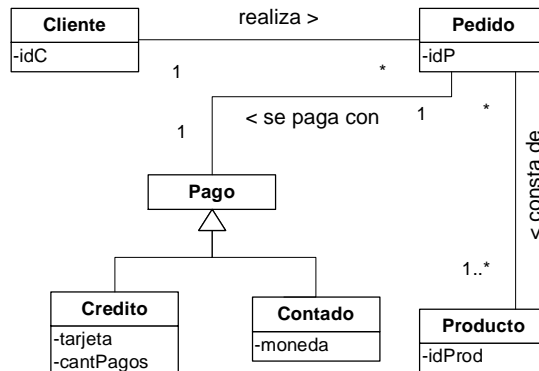 realiza >
Cliente
-idC
Pedido
-idP
1
*
< se paga con
1
*
1
< consta de
Pago
1..*
Credito
-tarjeta
-cantPagos
Contado
-moneda
Producto
-idProd